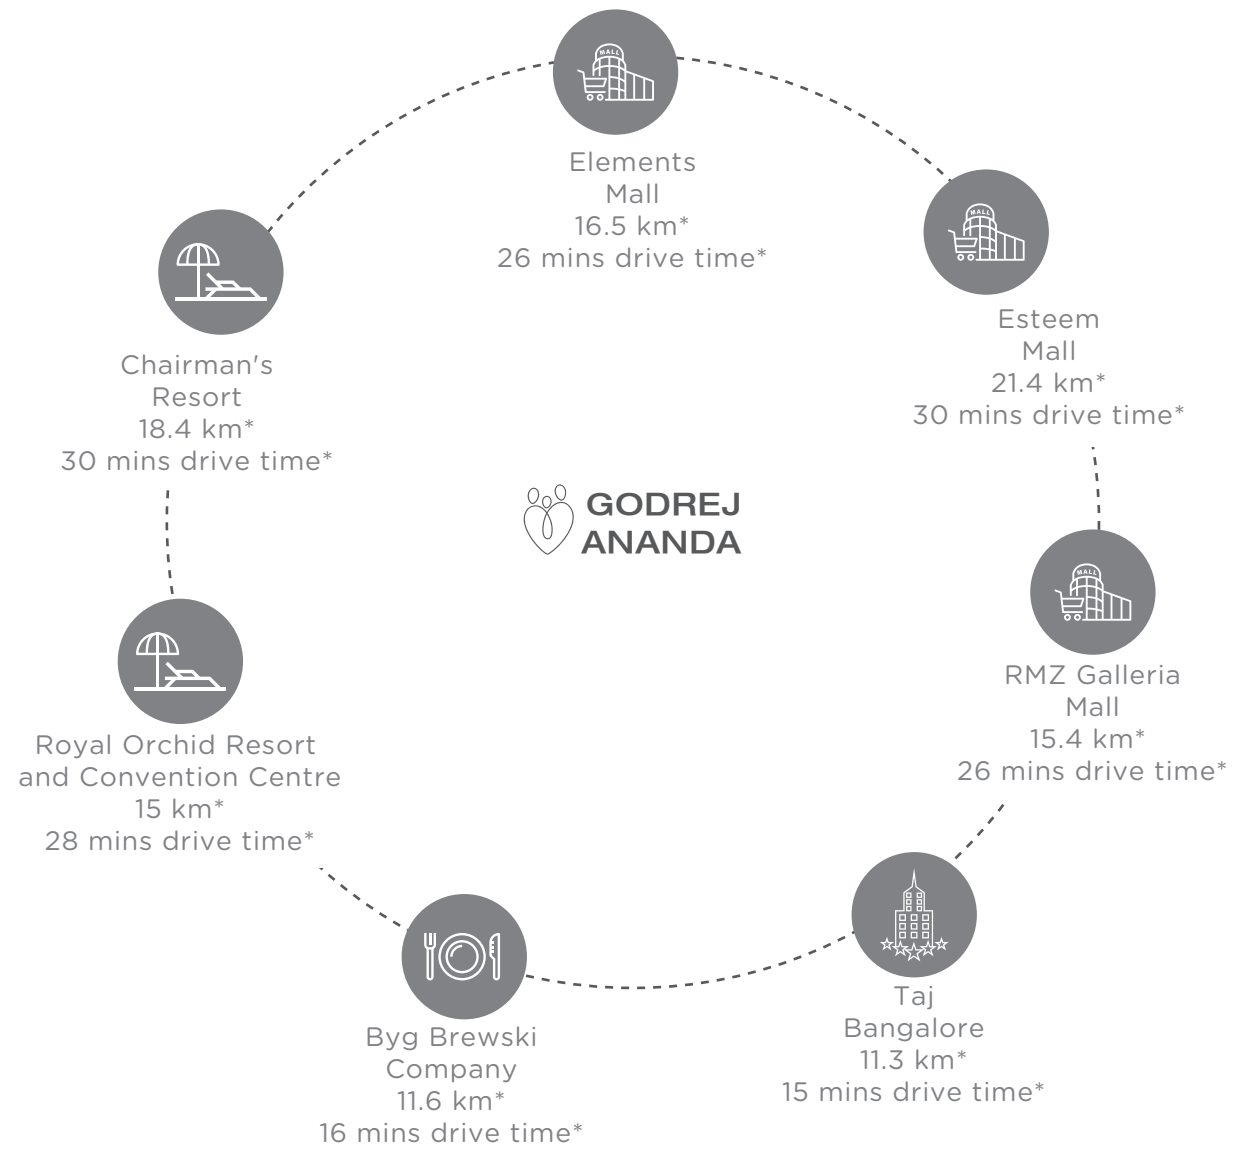 MALL
Elements
Mall
16.5 km*
26 mins drive time*
MALL
Esteem
Mall
21.4 km*
30 mins drive time*
MALL
RMZ Galleria
Mall
15.4 km*
26 mins drive time*
Taj
Bangalore
11.3 km*
15 mins drive time*
Byg Brewski
Company
11.6 km*
16 mins drive time*
Royal Orchid Resort
and Convention Centre
15 km*
28 mins drive time*
Chairman's
Resort
18.4 km*
30 mins drive time*
GODREJ
ANANDA